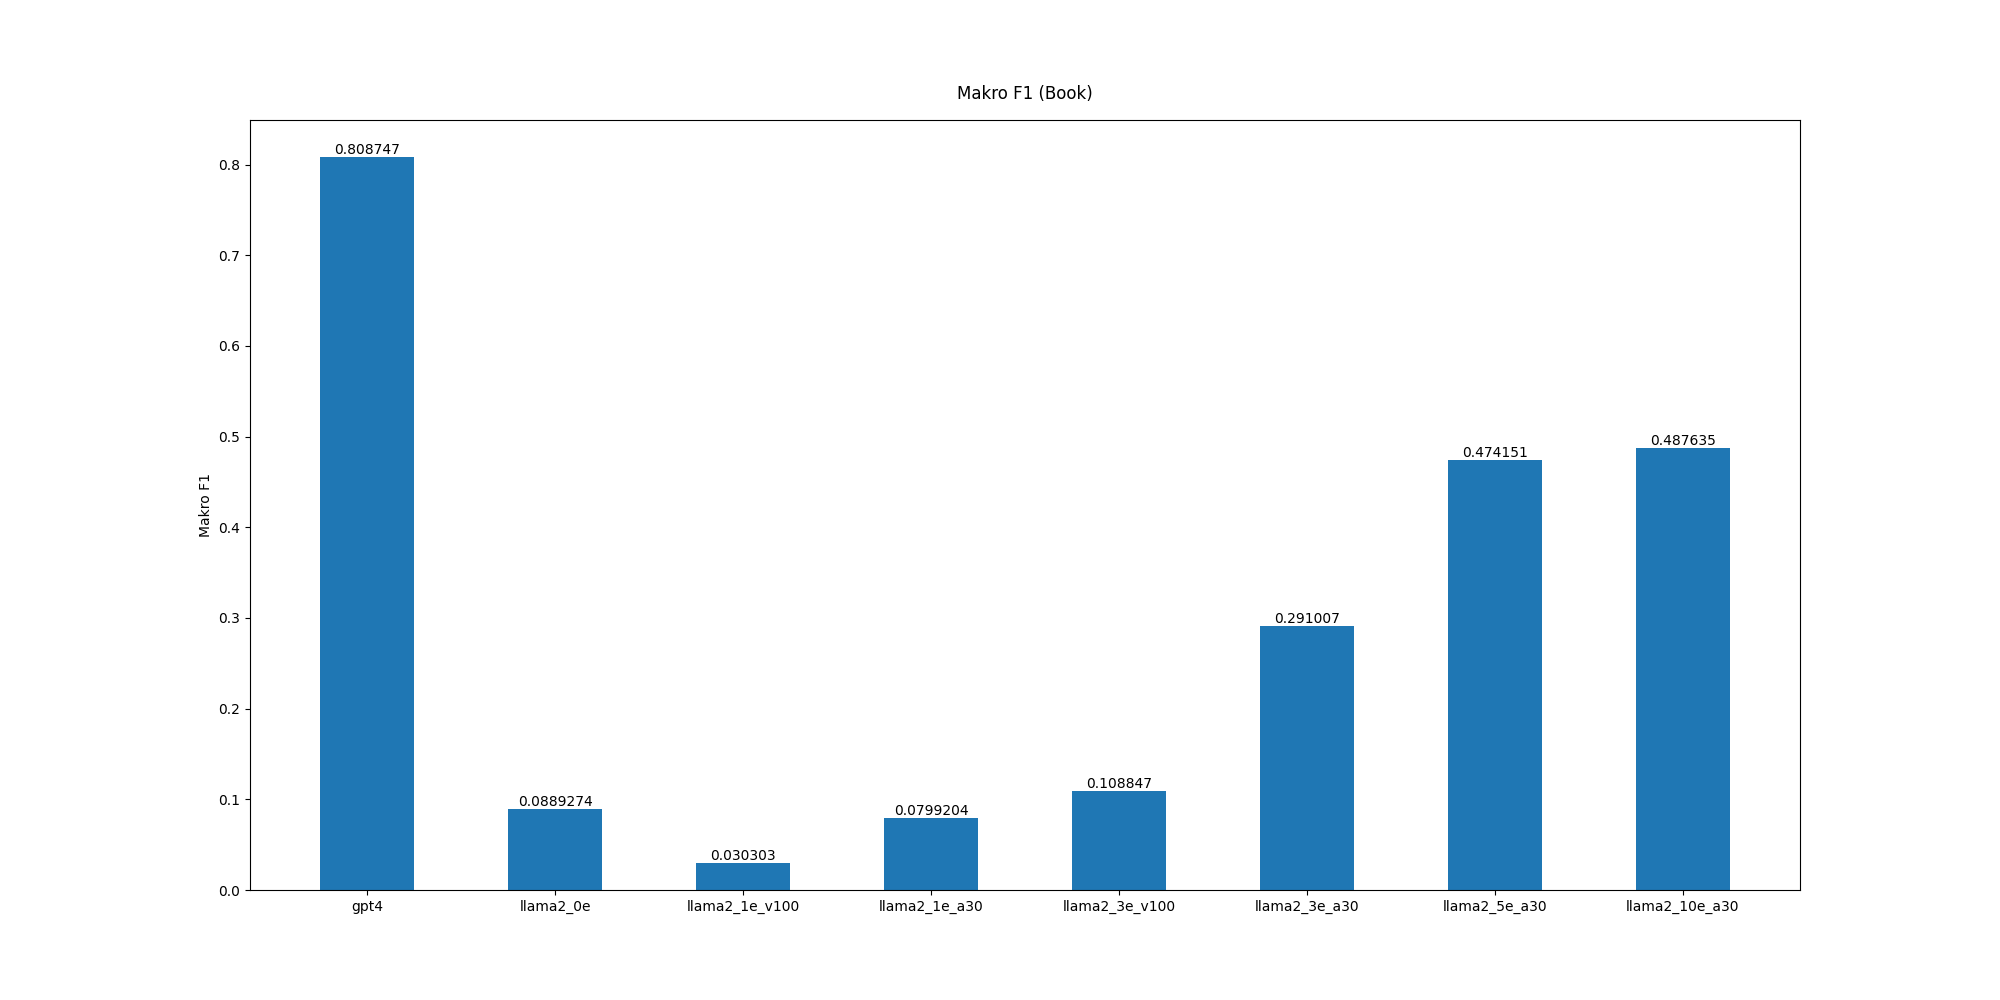 Makro F1 (Book)
Makro F1
0.8
0.7
0.6
0.5
0.4
0.3
0.2
0.1
0.0
0.808747
0.0889274
0.030303
0.0799204
0.108847
0.291007
0.474151
0.487635
gpt4
llama2_0e
llama2_1e_v100
llama2_1e_a30
llama2_3e_v100
llama2_3e_a30
llama2_5e_a30
llama2_10e_a30